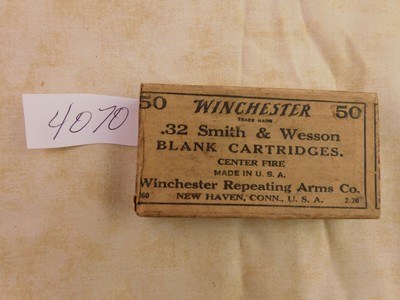 4070
50 WINCHESTER 50
TRADE MARK
.32 Smith & Wesson
BLANK CARTRIDGES.
CENTER FIRE
MADE IN U. S. A.
Winchester Repeating Arms Co.
NEW HAVEN, CONN., U. S. A.